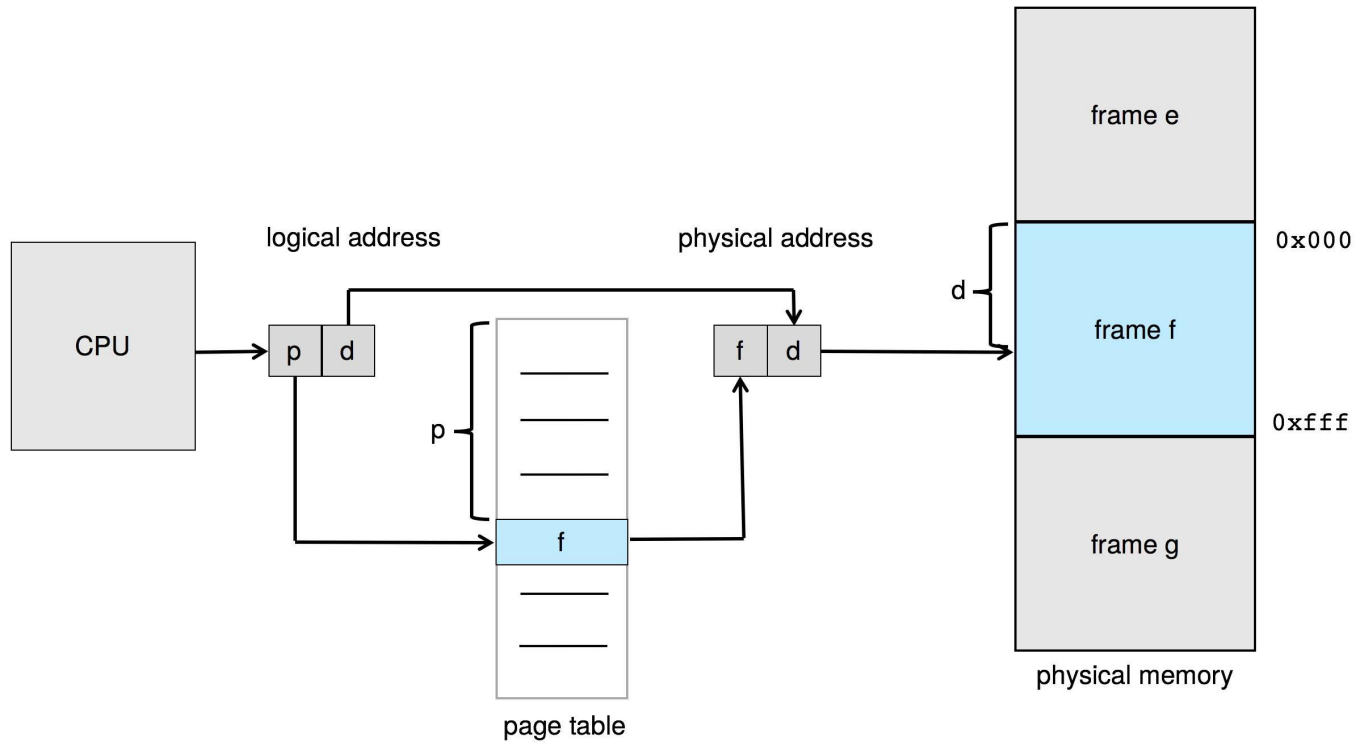 frame e
logical address
physical address
0x000
d
CPU
p
d
f
d
frame f
p
0xfff
f
frame g
physical memory
page table